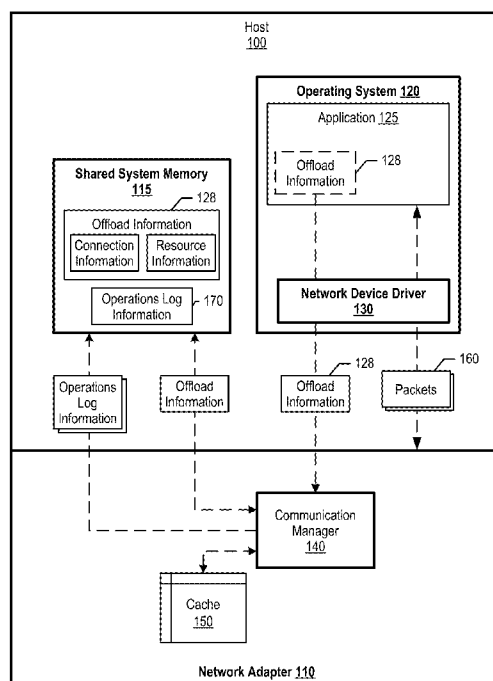 Host
100
Operating System 120
Application 125
Offload
Information
128
Shared System Memory
115
128
Offload Information
Connection
Information
Resource
Information
Operations Log
Information
170
Network Device Driver
130
Operations
Log
Information
Offload
Information
128
Offload
Information
160
Packets
Communication
Manager
140
Cache
150
Network Adapter 110